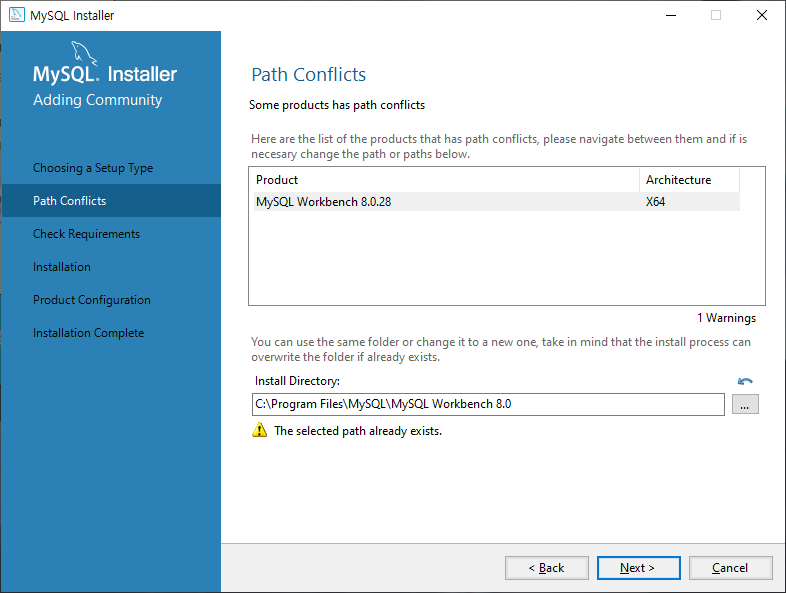 MySQL Installer
MySQL. Installer
Adding Community
Choosing a Setup Type
Path Conflicts
Check Requirements
Installation
Product Configuration
Installation Complete
Path Conflicts
Some products has path conflicts
Here are the list of the products that has path conflicts, please navigate between them and if is
necesary change the path or paths below.
Product Architecture
MySQL Workbench 8.0.28 X64
1 Warnings
You can use the same folder or change it to a new one, take in mind that the install process can
overwrite the folder if already exists.
Install Directory:
C:\Program Files\MySQL\MySQL Workbench 8.0 ...
The selected path already exists.
< Back Next > Cancel